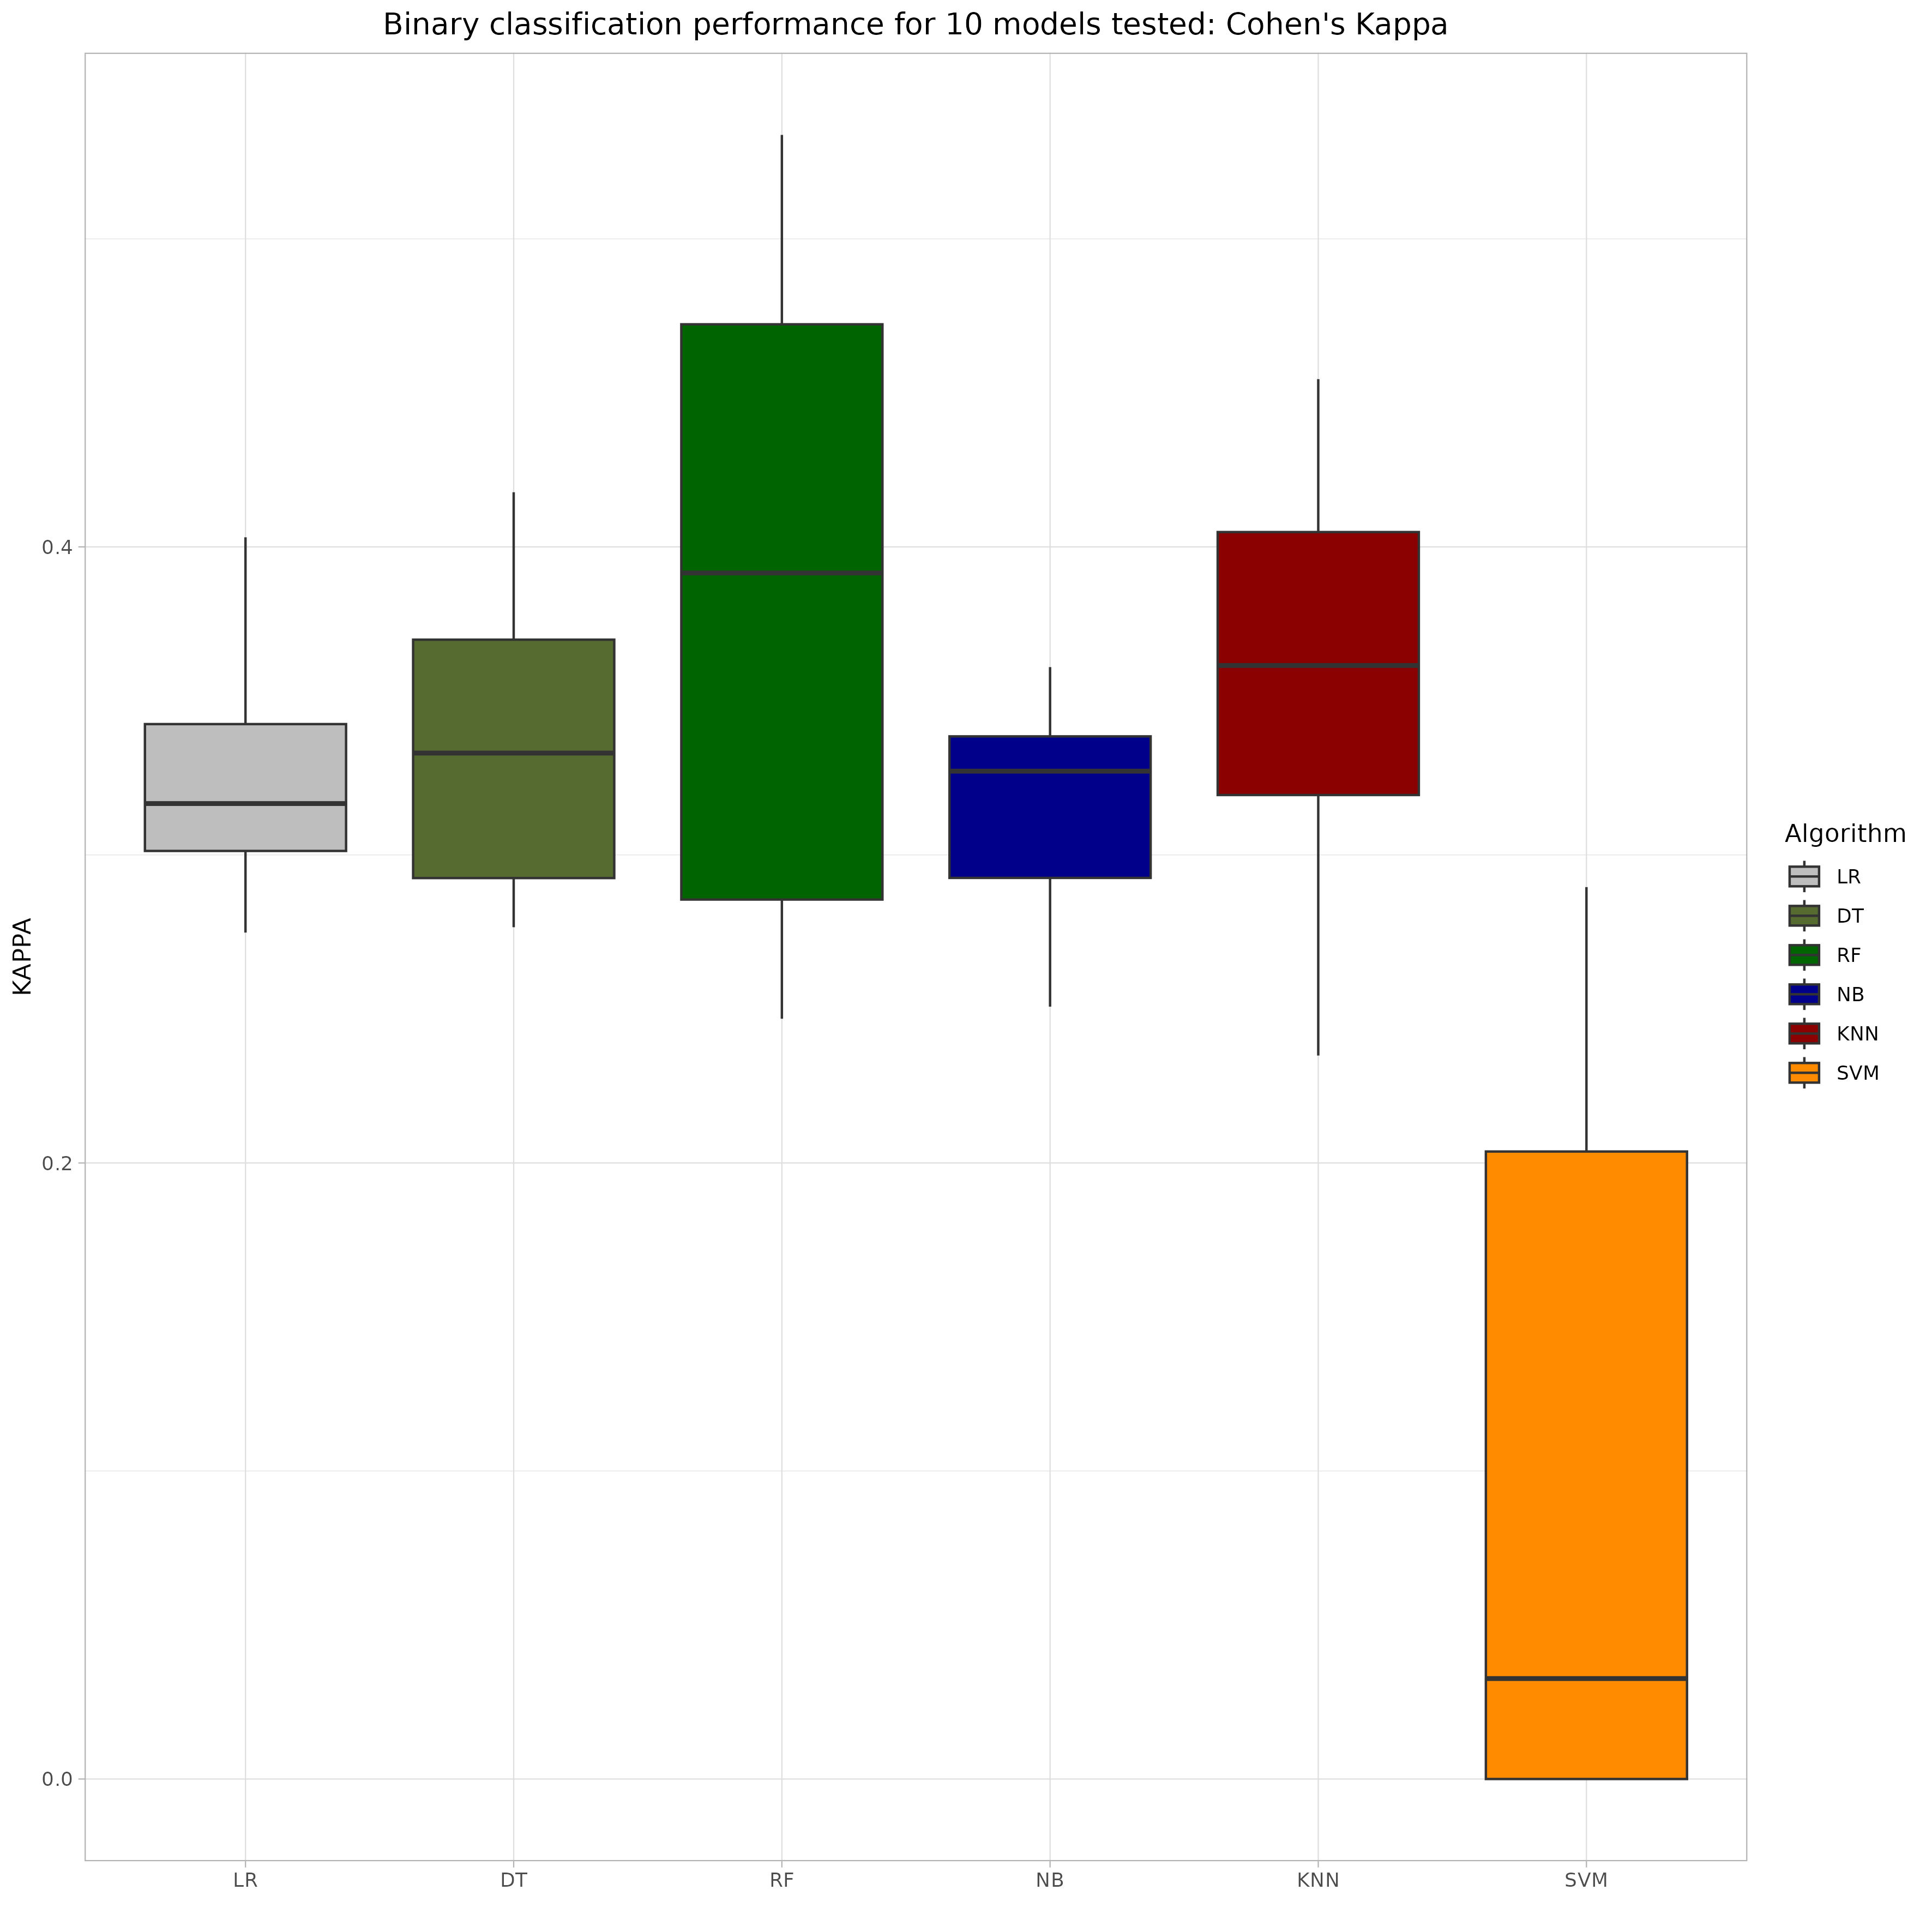 Binary classification performance for 10 models tested: Cohen's Kappa
KAPPA
0.4
0.2
0.0
LR
DT
RF
NB
KNN
SVM
Algorithm
LR
DT
RF
NB
KNN
SVM